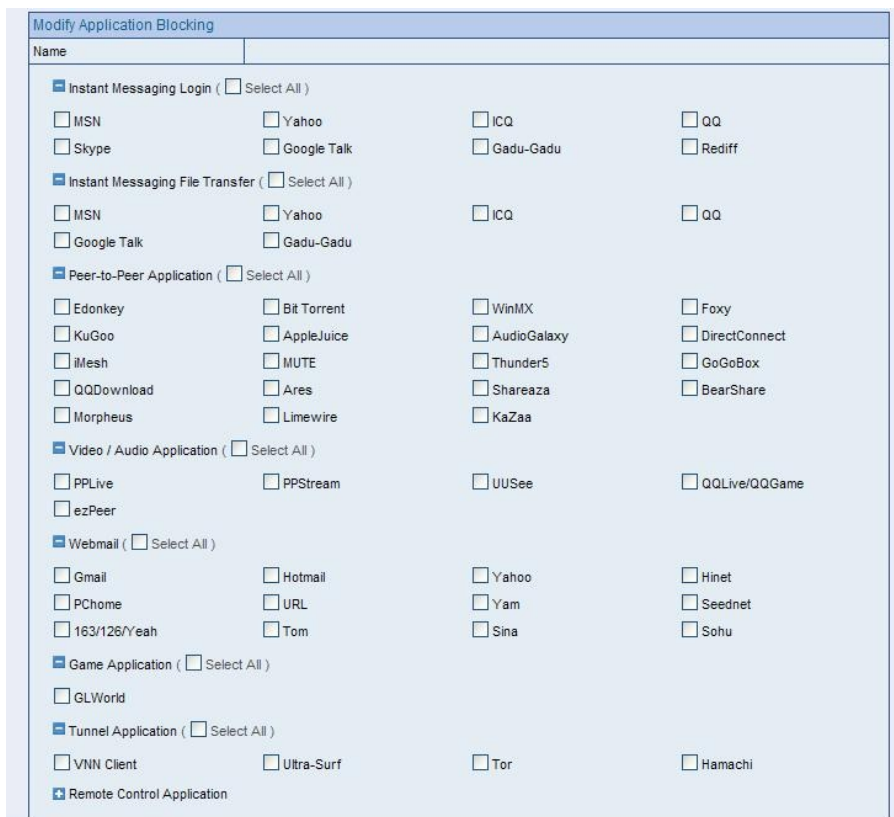 Modify Application Blocking
Name
Instant Messaging Login ( Select All )
MSN Yahoo ICQ QQ
Skype Google Talk Gadu-Gadu Rediff
Instant Messaging File Transfer ( Select All )
MSN Yahoo ICQ QQ
Google Talk Gadu-Gadu
Peer-to-Peer Application ( Select All )
Edonkey Bit Torrent WinMX Foxy
KuGoo AppleJuice AudioGalaxy DirectConnect
iMesh MUTE Thunder5 GoGoBox
QQDownload Ares Shareaza BearShare
Morpheus Limewire KaZaa
Video / Audio Application ( Select All )
PPLive PPStream UUSee QQLive/QQGame
ezPeer
Webmail ( Select All )
Gmail Hotmail Yahoo Hinet
PChome URL Yam Seednet
163/126/Yeah Tom Sina Sohu
Game Application ( Select All )
GLWorld
Tunnel Application ( Select All )
VNN Client Ultra-Surf Tor Hamachi
Remote Control Application